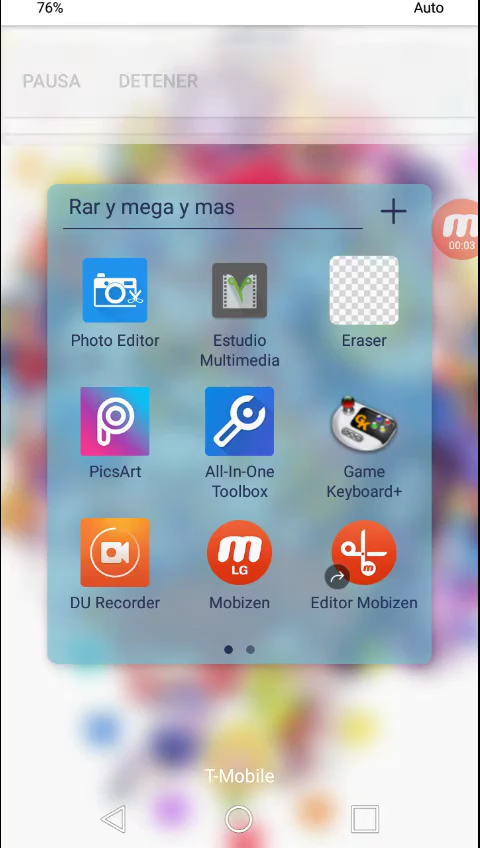 76%
Auto
PAUSA
DETENER
Rar y mega y mas
m
00:03
Photo Editor
Estudio
Multimedia
Eraser
PicsArt
All-In-One
Toolbox
GK
Game
Keyboard+
m
LG
m
DU Recorder
Mobizen
Editor Mobizen
T-Mobile